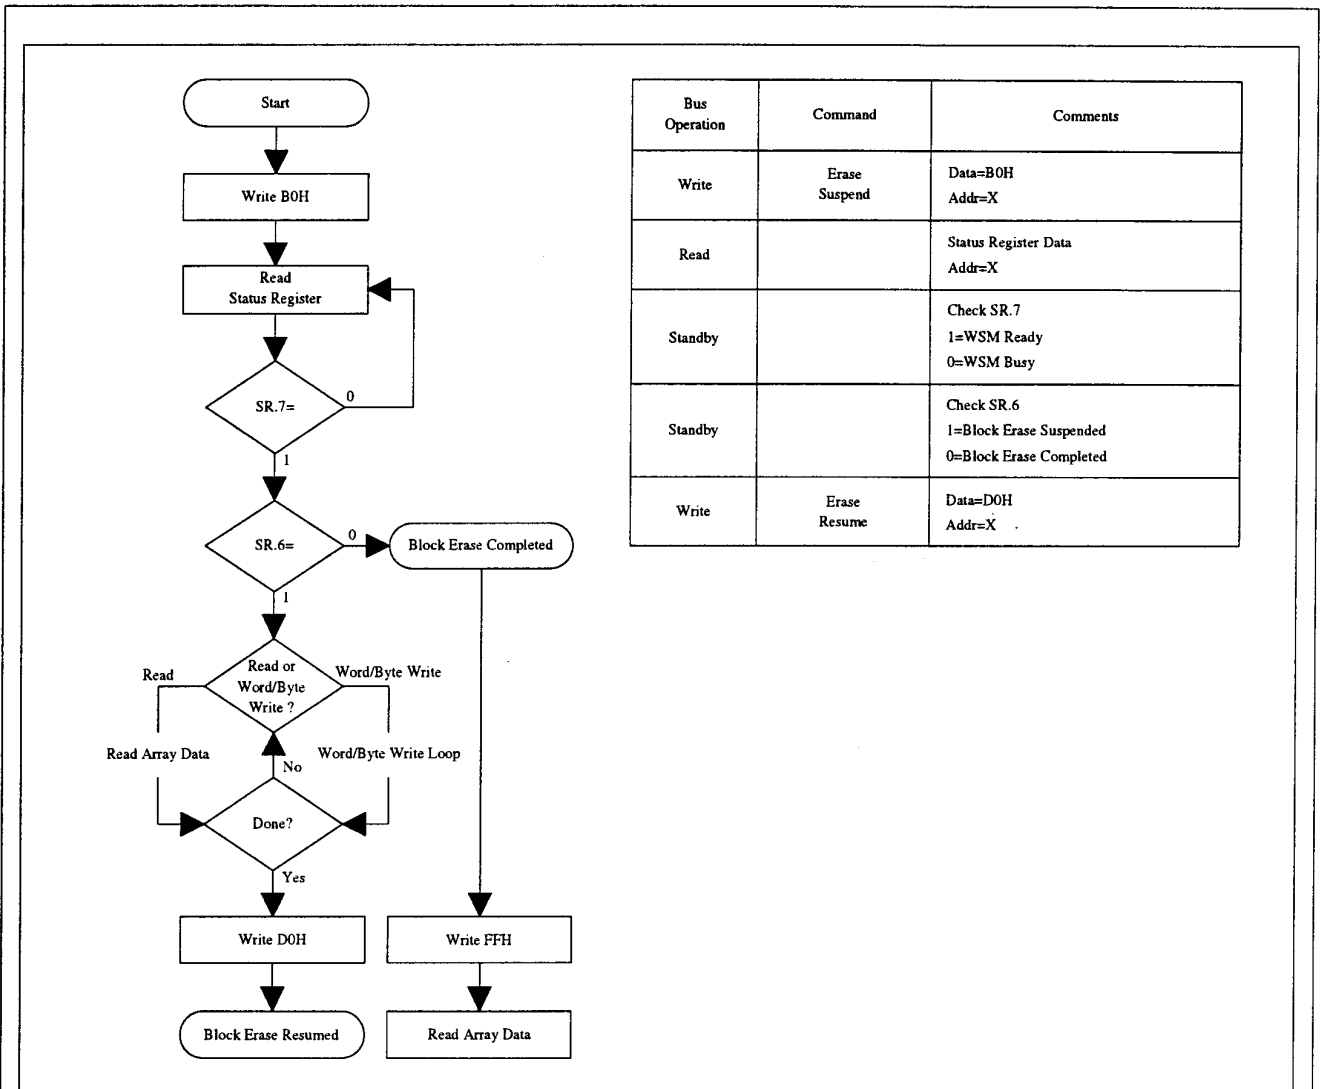 Start
Write B0H
Read
Status Register
SR.7=
0
1
SR.6=
0
Block Erase Completed
1
Read or
Word/Byte
Write ?
Read
Word/Byte Write
Read Array Data
Word/Byte Write Loop
No
Done?
Yes
Write D0H
Write FFH
Block Erase Resumed
Read Array Data
Bus
Operation
Command
Comments
Write
Erase
Suspend
Data=B0H
Addr=X
Read
Status Register Data
Addr=X
Standby
Check SR.7
1=WSM Ready
0=WSM Busy
Standby
Check SR.6
1=Block Erase Suspended
0=Block Erase Completed
Write
Erase
Resume
Data=D0H
Addr=X